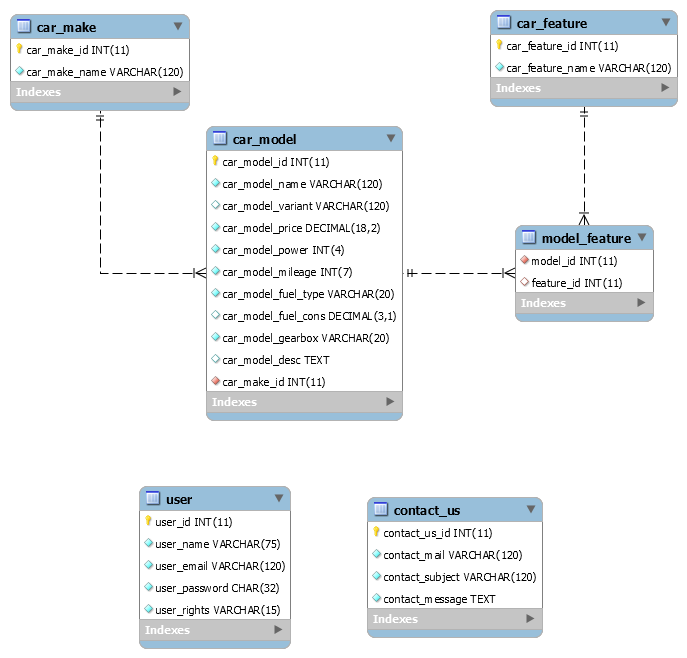 car_make
car_make_id INT(11)
car_make_name VARCHAR(120)
Indexes
car_feature
car_feature_id INT(11)
car_feature_name VARCHAR(120)
Indexes
car_model
car_model_id INT(11)
car_model_name VARCHAR(120)
car_model_variant VARCHAR(120)
car_model_price DECIMAL(18,2)
car_model_power INT(4)
car_model_mileage INT(7)
car_model_fuel_type VARCHAR(20)
car_model_fuel_cons DECIMAL(3,1)
car_model_gearbox VARCHAR(20)
car_model_desc TEXT
car_make_id INT(11)
Indexes
model_feature
model_id INT(11)
feature_id INT(11)
Indexes
user
user_id INT(11)
user_name VARCHAR(75)
user_email VARCHAR(120)
user_password CHAR(32)
user_rights VARCHAR(15)
Indexes
contact_us
contact_us_id INT(11)
contact_mail VARCHAR(120)
contact_subject VARCHAR(120)
contact_message TEXT
Indexes